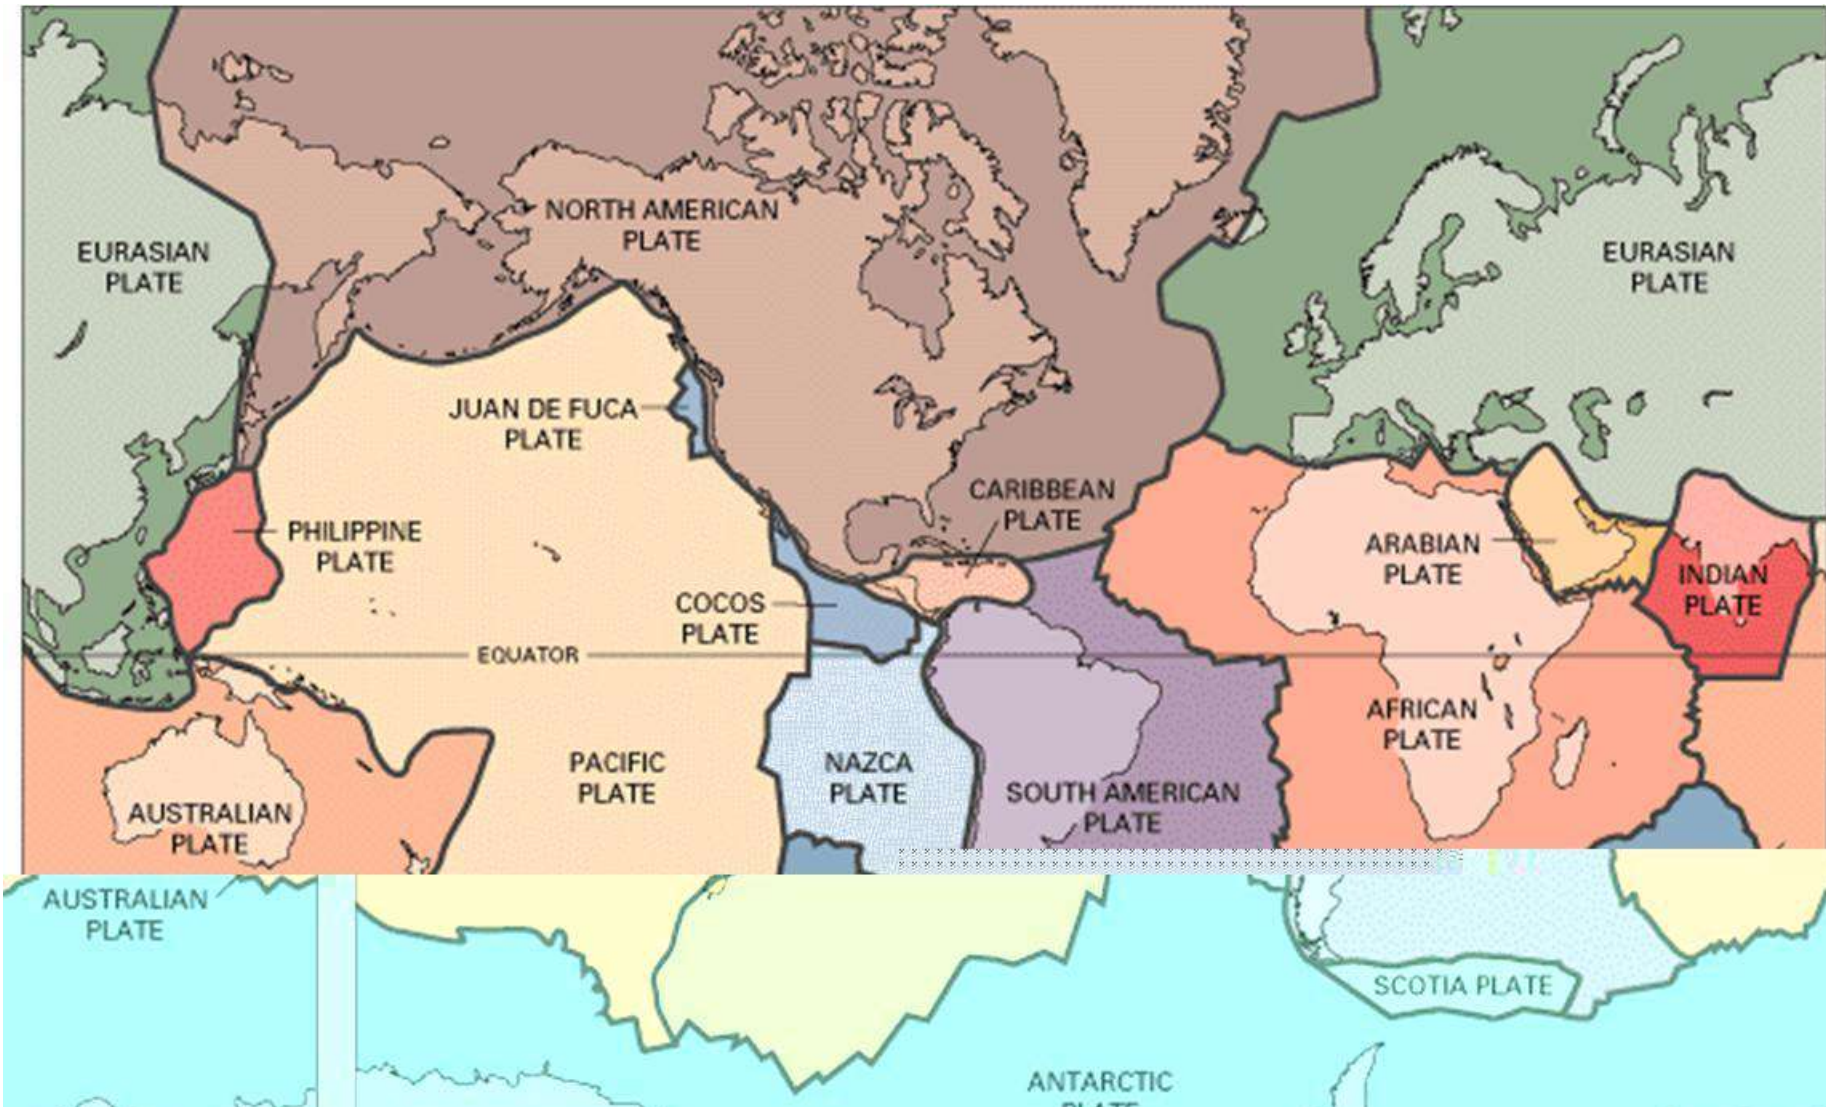 NORTH AMERICAN
PLATE
EURASIAN
PLATE
EURASIAN
PLATE
JUAN DE FUCA
PLATE
CARIBBEAN
PLATE
PHILIPPINE
PLATE
ARABIAN
PLATE
INDIAN
PLATE
COCOS
PLATE
EQUATOR
AFRICAN
PLATE
PACIFIC
PLATE
NAZCA
PLATE
SOUTH AMERICAN
PLATE
AUSTRALIAN
PLATE
AUSTRALIAN
PLATE
SCOTIA PLATE
ANTARCTIC